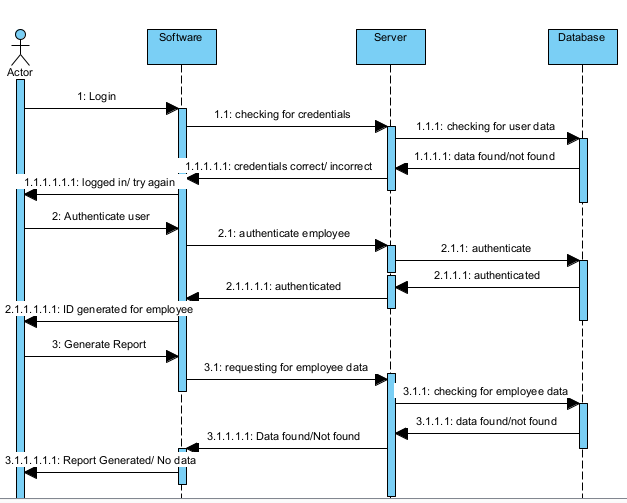 Software
Server
Database
Actor
1: Login
1.1: checking for credentials
1.1.1: checking for user data
1.1.1.1: data found/not found
1.1.1.1.1: credentials correct/ incorrect
1.1.1.1.1.1: logged in/ try again
2: Authenticate user
2.1: authenticate employee
2.1.1: authenticate
2.1.1.1: authenticated
2.1.1.1.1: authenticated
2.1.1.1.1.1: ID generated for employee
3: Generate Report
3.1: requesting for employee data
3.1.1: checking for employee data
3.1.1.1: data found/not found
3.1.1.1.1: Data found/Not found
3.1.1.1.1.1: Report Generated/ No data